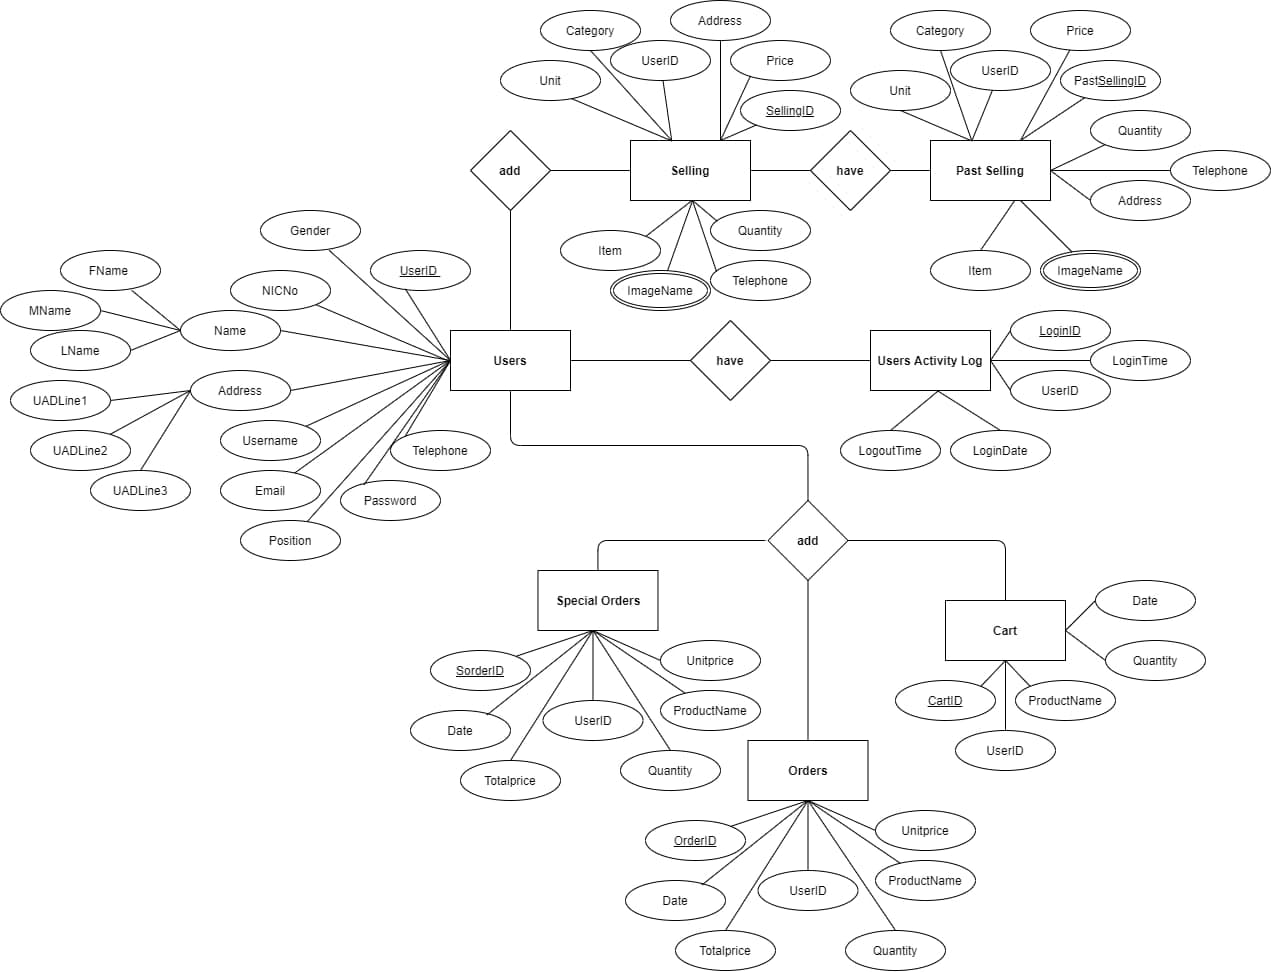 Address
Category
Category
Price
UserID
Price
UserID
Unit
PastSellingID
Unit
SellingID
Quantity
add
Selling
have
Past Selling
Telephone
Address
Gender
Quantity
Item
FName
UserID
Item
ImageName
Telephone
NICNo
ImageName
MName
Name
LoginID
LName
Users
have
Users Activity Log
LoginTime
Address
UserID
UADLine1
Username
UADLine2
Telephone
LogoutTime
LoginDate
UADLine3
Email
Password
Position
add
Special Orders
Date
Cart
Unitprice
Quantity
SorderID
CartID
ProductName
ProductName
UserID
Date
UserID
Quantity
Orders
Totalprice
Unitprice
OrderID
ProductName
UserID
Date
Totalprice
Quantity